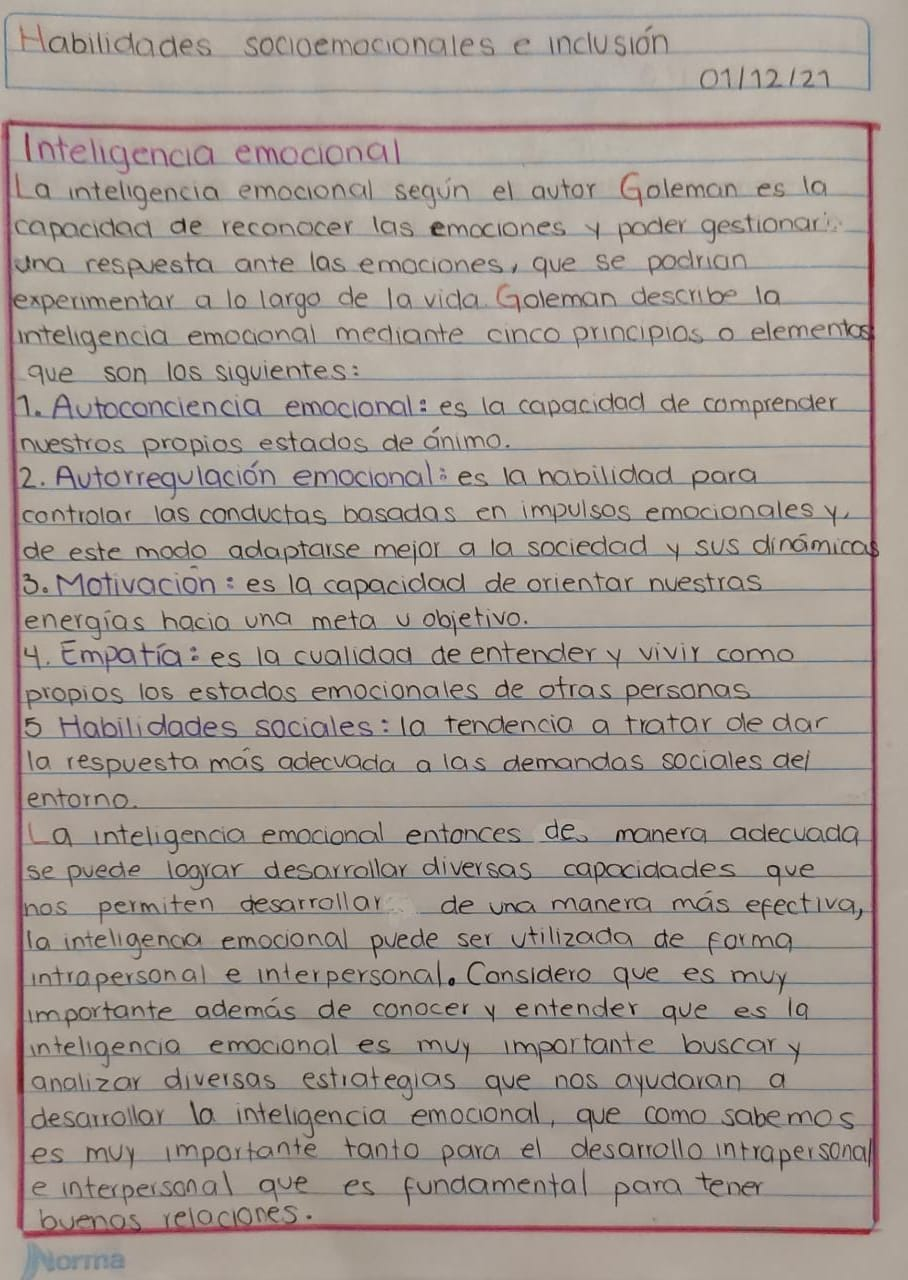 Habilidades socioemocionales e inclusión
01/12/21
Inteligencia emocional
La inteligencia emocional según el autor Goleman es la
capacidad de reconocer las emociones y poder gestionar
una respuesta ante las emociones, que se podrian
experimentar a lo largo de la vida. Goleman describe la
inteligencia emocional mediante cinco principios o elementos
que son los siguientes:
1. Autoconciencia emocional: es la capacidad de comprender
nuestros propios estados de ánimo.
2. Autorregulación emocional: es la habilidad para
controlar las conductas basadas en impulsos emocionales y,
de este modo adaptarse mejor a la sociedad y sus dinámicas
3. Motivación: es la capacidad de orientar nuestras
energías hacia una meta u objetivo.
4. Empatía: es la cualidad de entender y vivir como
propios los estados emocionales de otras personas
5 Habilidades sociales: la tendencia a tratar de dar
la respuesta más adecuada a las demandas sociales del
entorno.
La inteligencia emocional entonces de manera adecuada
se puede lograr desarrollar diversas capacidades que
nos permiten desarrollar de una manera más efectiva,
la inteligencia emocional puede ser utilizada de forma
intrapersonal e interpersonal. Considero que es muy
importante además de conocer y entender que es la
inteligencia emocional es muy importante buscar y
analizar diversas estrategias que nos ayudaran a
desarrollar la inteligencia emocional, que como sabemos
es muy importante tanto para el desarrollo intrapersonal
e interpersonal que es fundamental para tener
buenas relaciones.
Norma